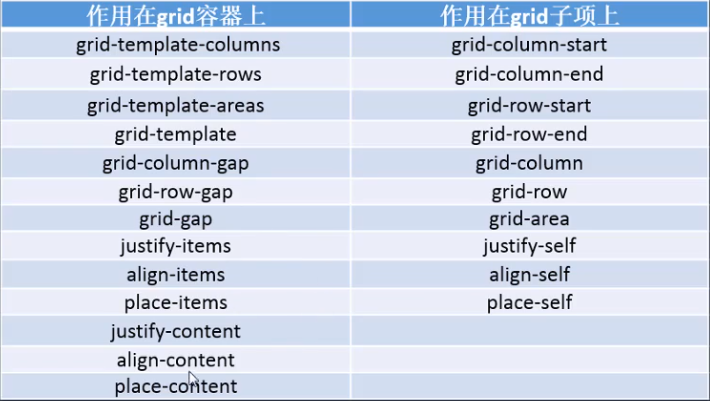 作用在grid容器上 作用在grid子项上
grid-template-columns grid-column-start
grid-template-rows grid-column-end
grid-template-areas grid-row-start
grid-template grid-row-end
grid-column-gap grid-column
grid-row-gap grid-row
grid-gap grid-area
justify-items justify-self
align-items align-self
place-items place-self
justify-content
align-content
place-content